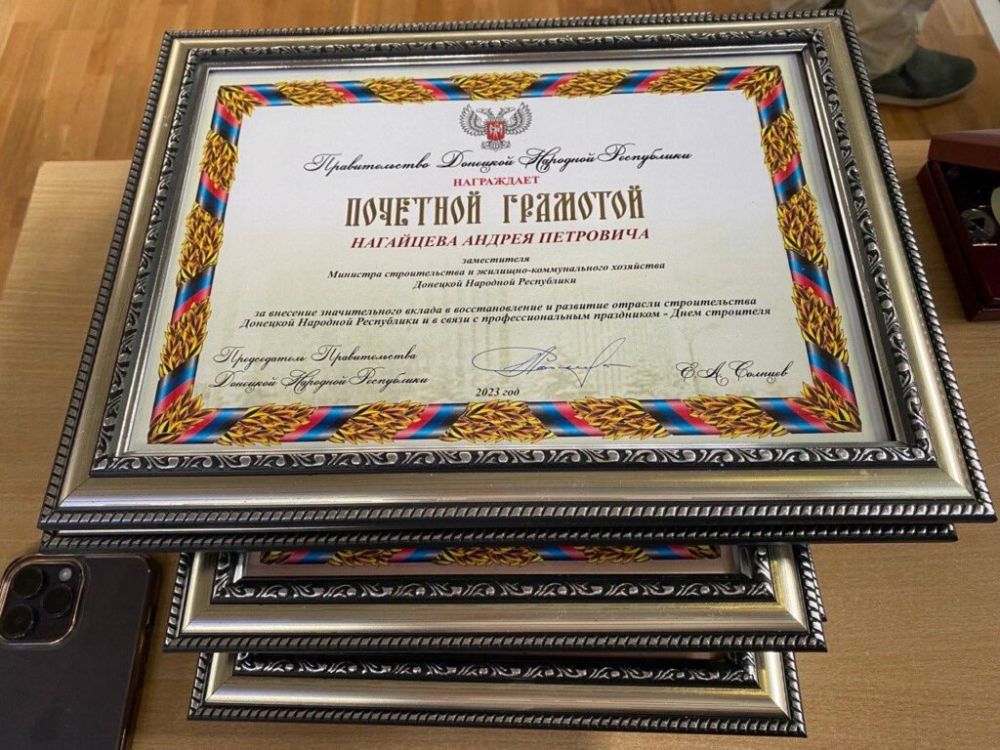 Правительство Донецкой Народной Республики
НАГРАЖДАЕТ
ПОЧЕТНОЙ ГРАМОТОЙ
НАГАЙЦЕВА АНДРЕЯ ПЕТРОВИЧА
заместителя
Министра строительства и жилищно-коммунального хозяйства
Донецкой Народной Республики
за внесение значительного вклада в восстановление и развитие отрасли строительства
Донецкой Народной Республики и в связи с профессиональным праздником - Днем строителя
Председатель Правительства
Донецкой Народной Республики
Е.А. Солнцев
2023 год